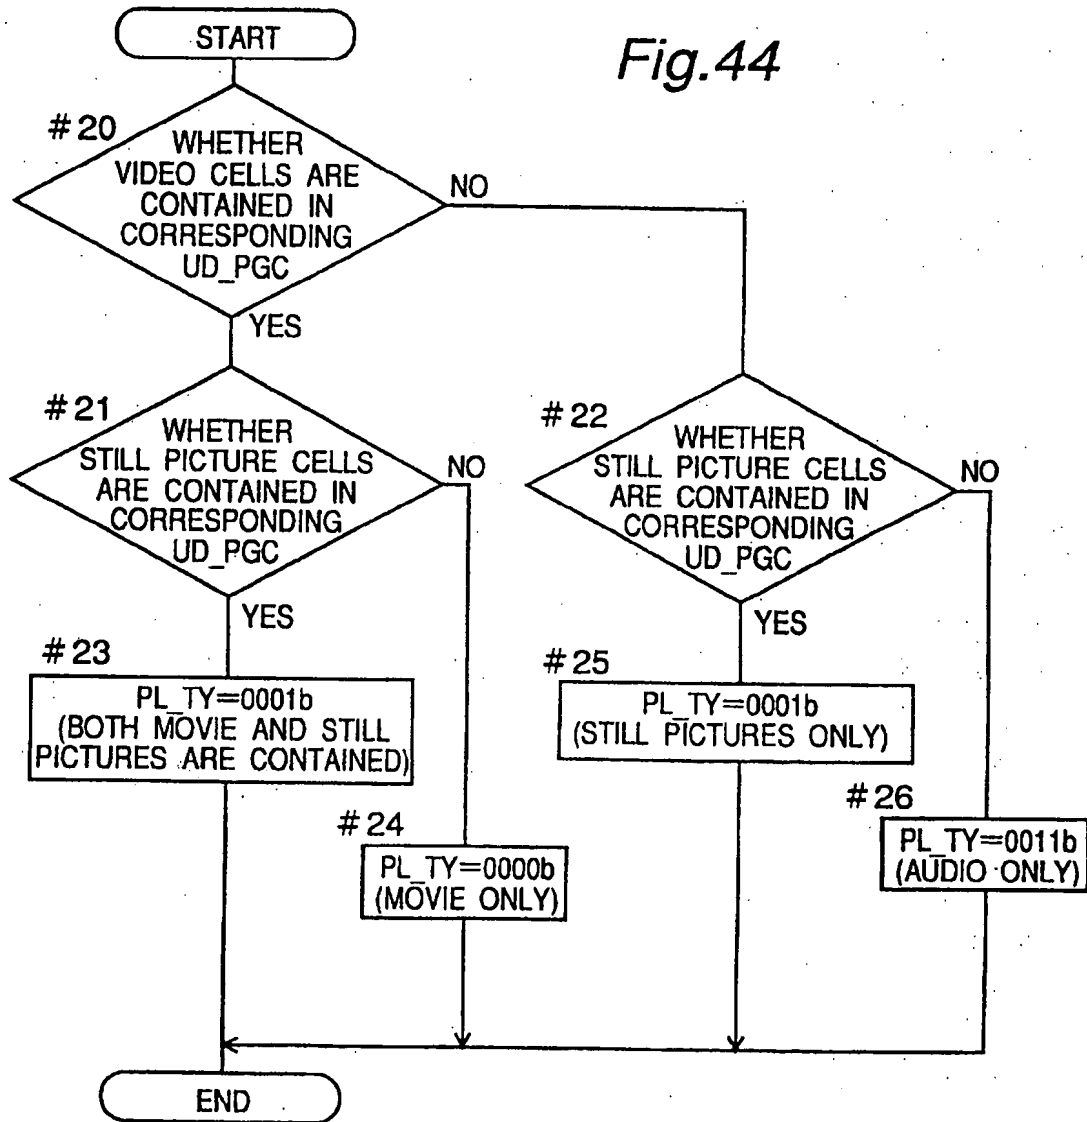 START
Fig.44
#20
WHETHER
VIDEO CELLS ARE
CONTAINED IN
CORRESPONDING
UD_PGC
NO
YES
#21
WHETHER
STILL PICTURE CELLS
ARE CONTAINED IN
CORRESPONDING
UD_PGC
NO
YES
#22
WHETHER
STILL PICTURE CELLS
ARE CONTAINED IN
CORRESPONDING
UD_PGC
NO
YES
#23
PL_TY=0001b
(BOTH MOVIE AND STILL
PICTURES ARE CONTAINED)
#24
PL_TY=0000b
(MOVIE ONLY)
#25
PL_TY=0001b
(STILL PICTURES ONLY)
#26
PL_TY=0011b
(AUDIO ONLY)
END